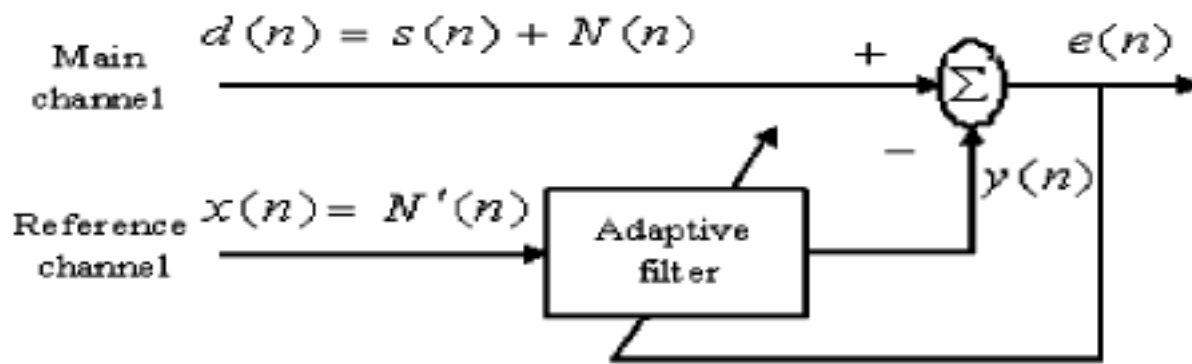 Main
channel
d(n) = s(n) + N(n)
+
Σ
e(n)
−
y(n)
Reference
channel
x(n) = N'(n)
Adaptive
filter